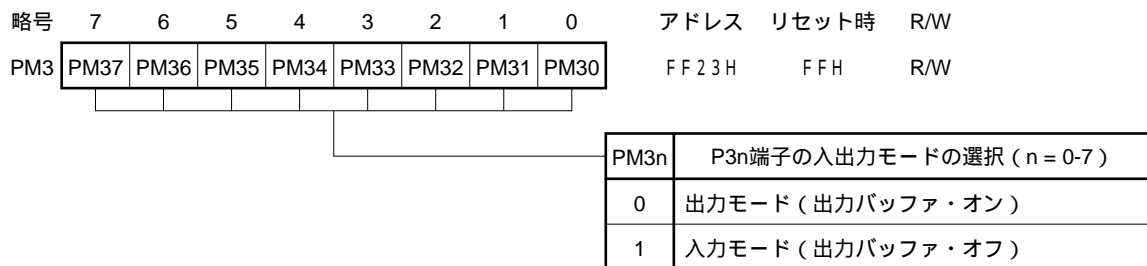 略号 7 6 5 4 3 2 1 0 アドレス リセット時 R/W
PM3 PM37 PM36 PM35 PM34 PM33 PM32 PM31 PM30 FF23H FFH R/W
PM3n P3n端子の入出力モードの選択(n = 0-7)
0 出力モード(出力バッファ・オン)
1 入力モード(出力バッファ・オフ)